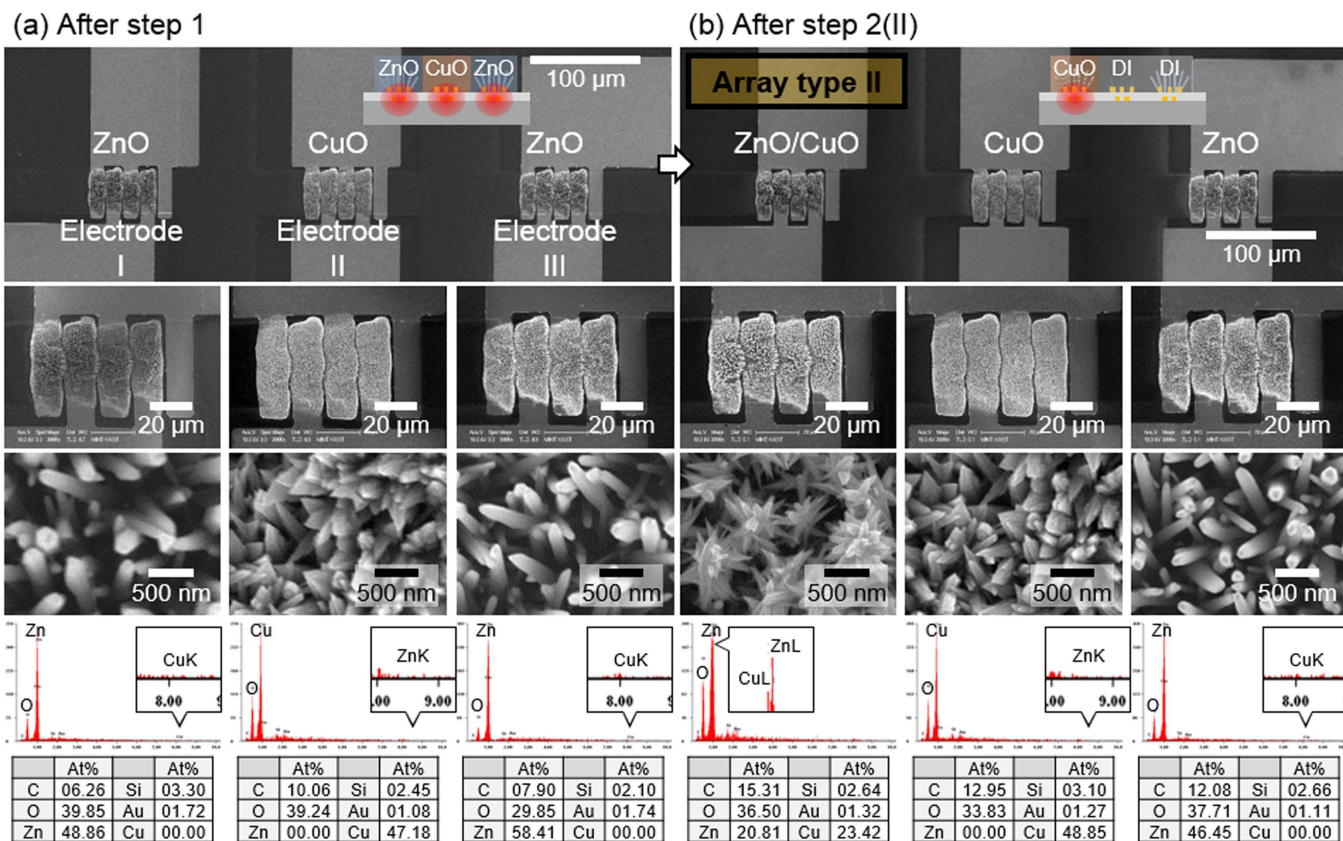 (a) After step 1
(b) After step 2(II)
ZnO CuO ZnO
100 µm
ZnO
CuO
ZnO
Electrode
I
Electrode
II
Electrode
III
Array type II
CuO DI DI
ZnO/CuO
CuO
ZnO
100 µm
20 µm
20 µm
20 µm
20 µm
20 µm
20 µm
500 nm
500 nm
500 nm
500 nm
500 nm
500 nm
Zn
O
CuK
8.00 9
Cu
O
ZnK
.00 9.00
Zn
O
CuK
8.00
Zn
O
ZnL
CuL
Cu
O
ZnK
.00 9.00
Zn
O
CuK
8.00
At% At%
C 06.26 Si 03.30
O 39.85 Au 01.72
Zn 48.86 Cu 00.00
At% At%
C 10.06 Si 02.45
O 39.24 Au 01.08
Zn 00.00 Cu 47.18
At% At%
C 07.90 Si 02.10
O 29.85 Au 01.74
Zn 58.41 Cu 00.00
At% At%
C 15.31 Si 02.64
O 36.50 Au 01.32
Zn 20.81 Cu 23.42
At% At%
C 12.95 Si 03.10
O 33.83 Au 01.27
Zn 00.00 Cu 48.85
At% At%
C 12.08 Si 02.66
O 37.71 Au 01.11
Zn 46.45 Cu 00.00